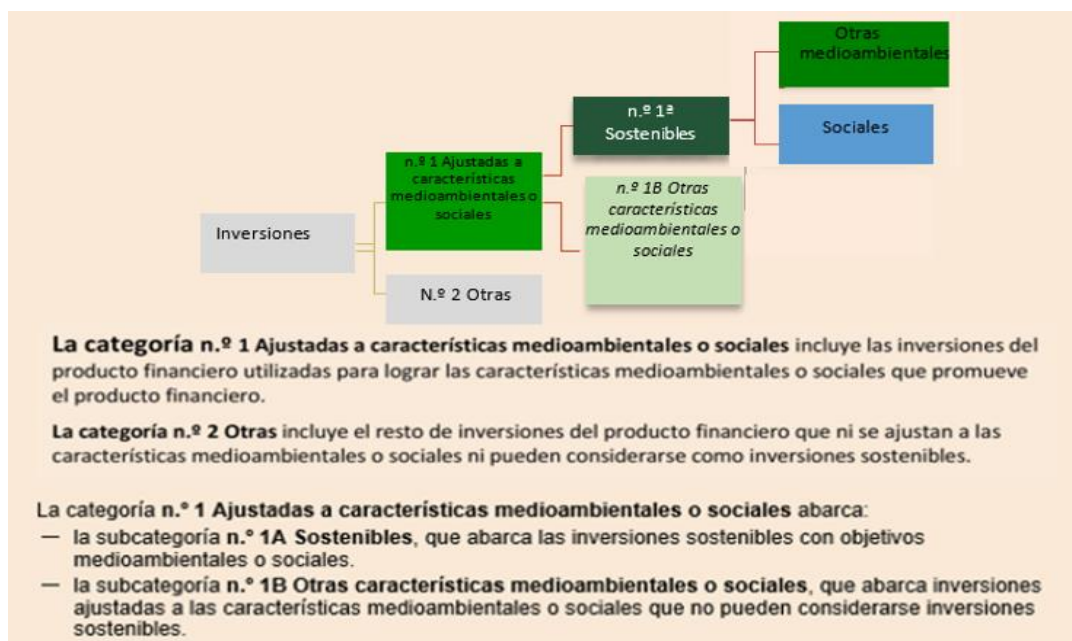 Otras
medioambientales
n.º 1ª
Sostenibles
Sociales
n.º 1 Ajustadas a
características
medioambientales o
sociales
n.º 1B Otras
características
medioambientales o
sociales
Inversiones
N.º 2 Otras
La categoría n.º 1 Ajustadas a características medioambientales o sociales incluye las inversiones del
producto financiero utilizadas para lograr las características medioambientales o sociales que promueve
el producto financiero.
La categoría n.º 2 Otras incluye el resto de inversiones del producto financiero que ni se ajustan a las
características medioambientales o sociales ni pueden considerarse como inversiones sostenibles.
La categoría n.° 1 Ajustadas a características medioambientales o sociales abarca:
— la subcategoría n.° 1A Sostenibles, que abarca las inversiones sostenibles con objetivos
medioambientales o sociales.
— la subcategoría n.° 1B Otras características medioambientales o sociales, que abarca inversiones
ajustadas a las características medioambientales o sociales que no pueden considerarse inversiones
sostenibles.